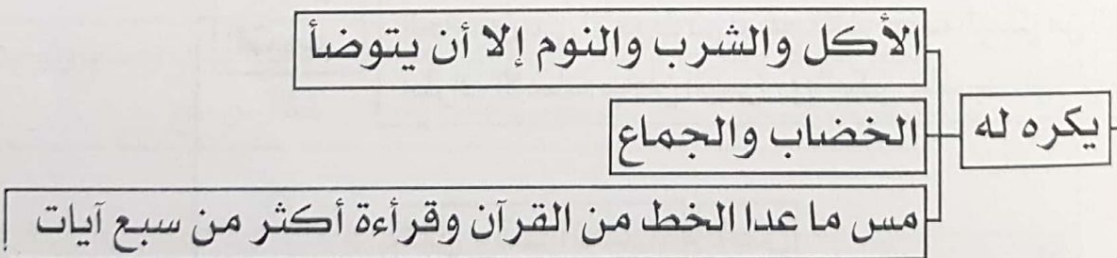 يكره له
الأكل والشرب والنوم إلا أن يتوضأ
الخضاب والجماع
مس ما عدا الخط من القرآن وقرأءة أكثر من سبع آيات